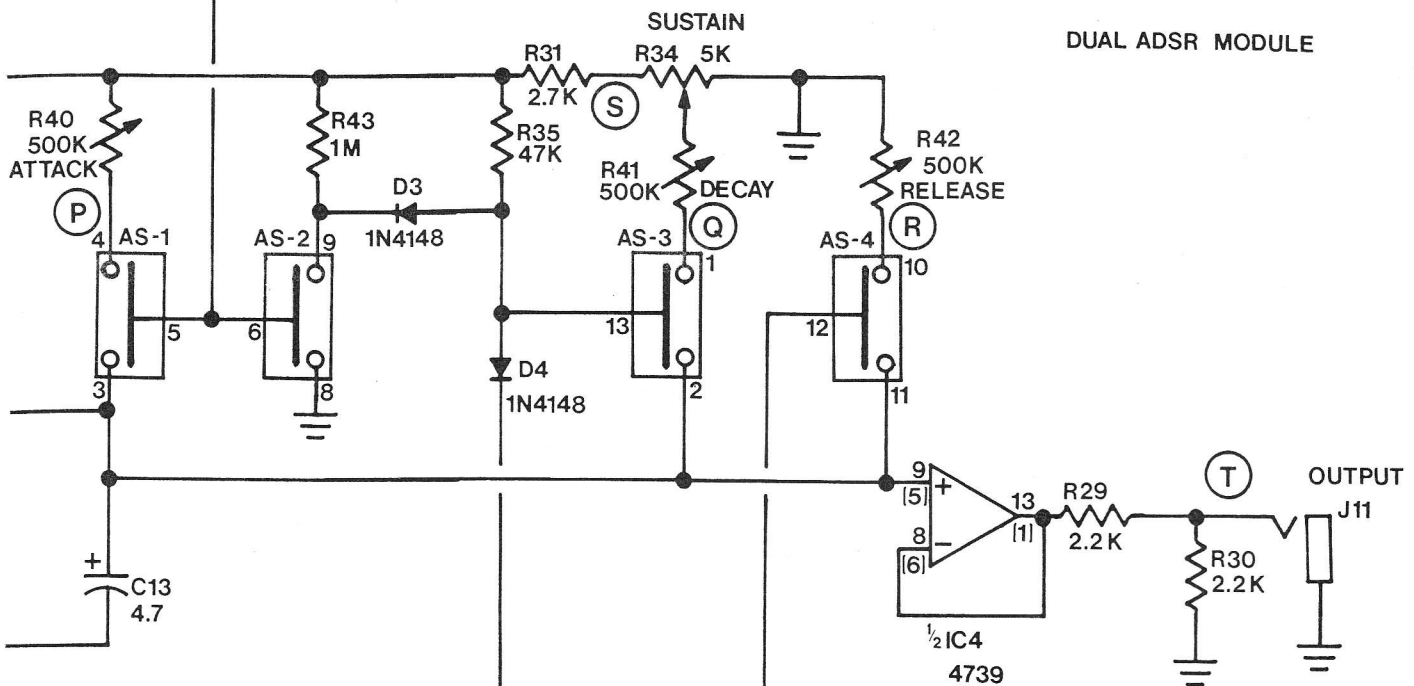 SUSTAIN
DUAL ADSR MODULE
R31
2.7K
S
R34
5K
R40
500K
ATTACK
R43
1M
R35
47K
R41
500K
DECAY
R42
500K
RELEASE
P
D3
1N4148
Q
R
4
AS-1
AS-2
9
AS-3
1
AS-4
10
5
6
13
12
3
8
D4
1N4148
2
11
9
[5]
+
8
[6]
−
13
[1]
R29
2.2K
T
OUTPUT
J11
R30
2.2K
+
C13
4.7
½ IC4
4739